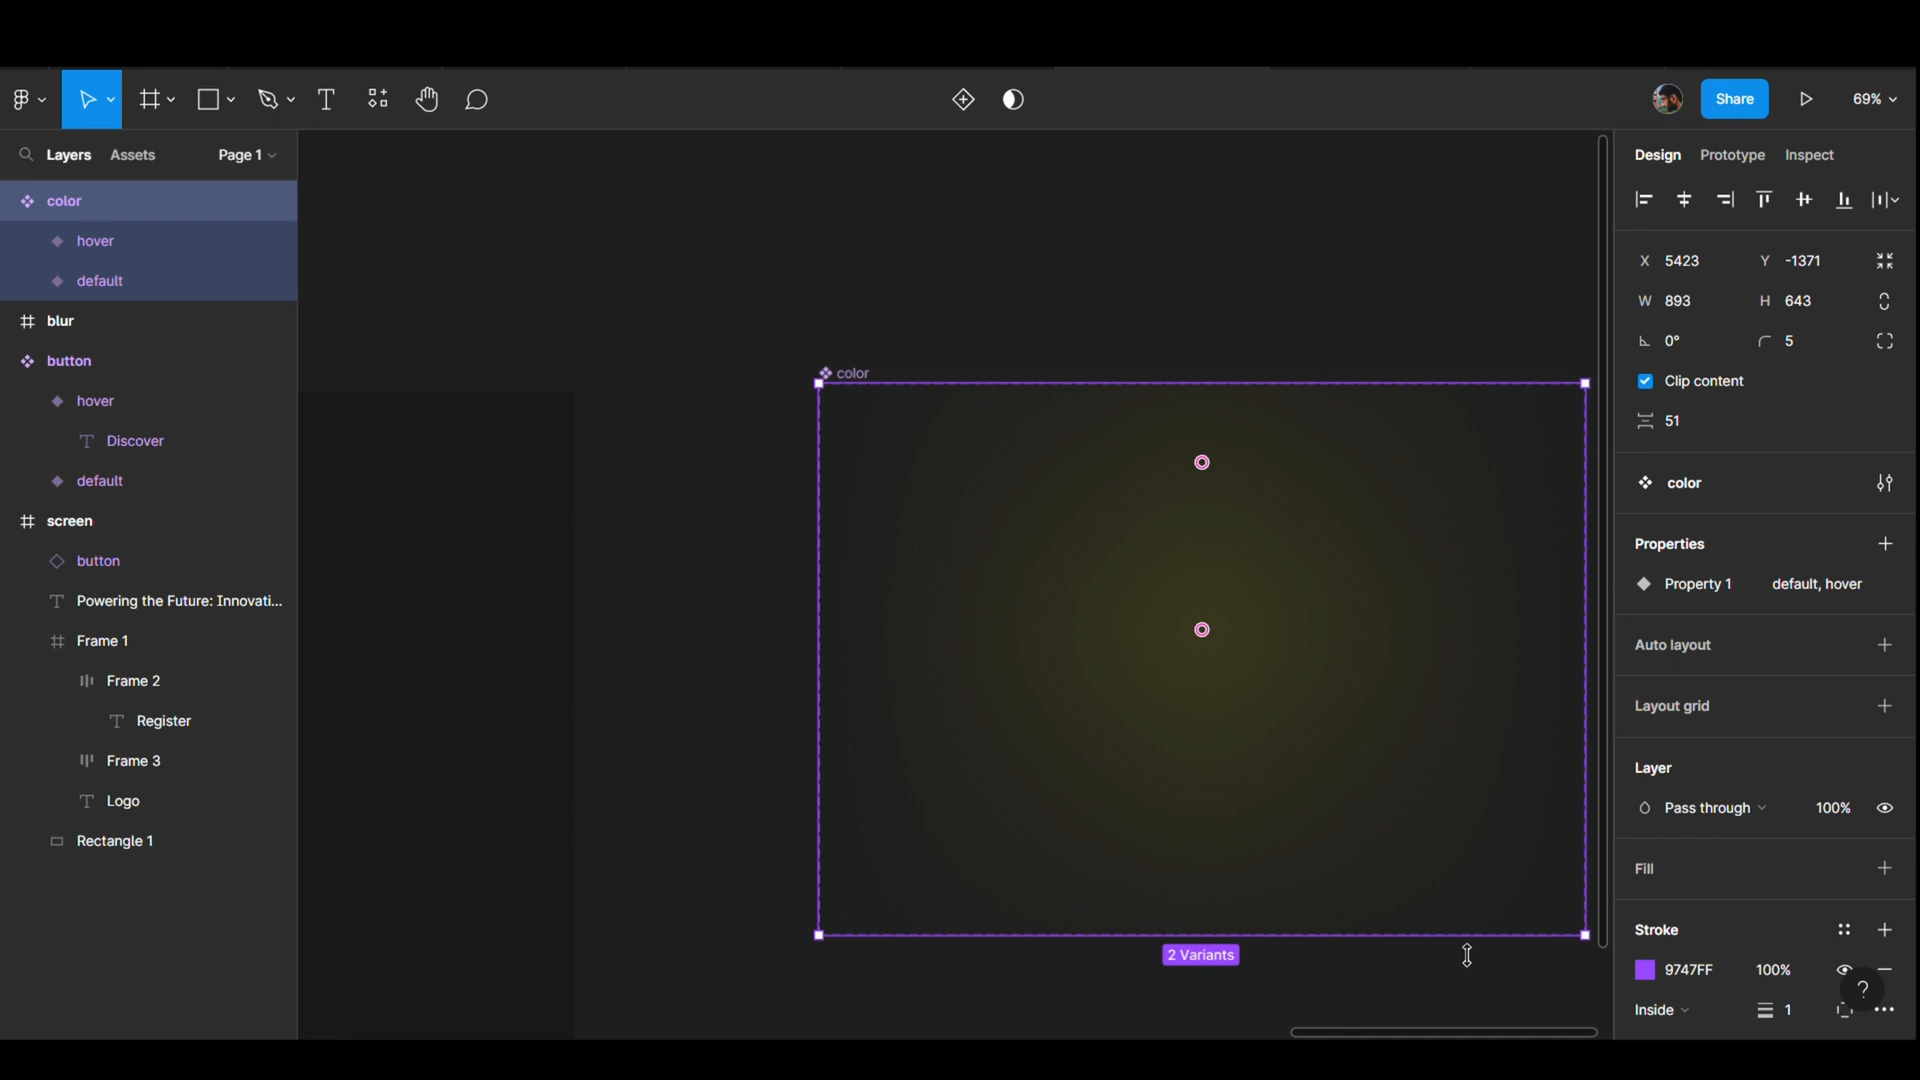 Share
69%
Layers
Assets
Page 1
color
hover
default
blur
button
hover
Discover
default
screen
button
Powering the Future: Innovati...
Frame 1
Frame 2
Register
Frame 3
Logo
Rectangle 1
color
2 Variants
Design
Prototype
Inspect
X 5423
Y -1371
W 893
H 643
0°
5
Clip content
51
color
Properties
Property 1
default, hover
Auto layout
Layout grid
Layer
Pass through
100%
Fill
Stroke
9747FF
100%
?
Inside
1